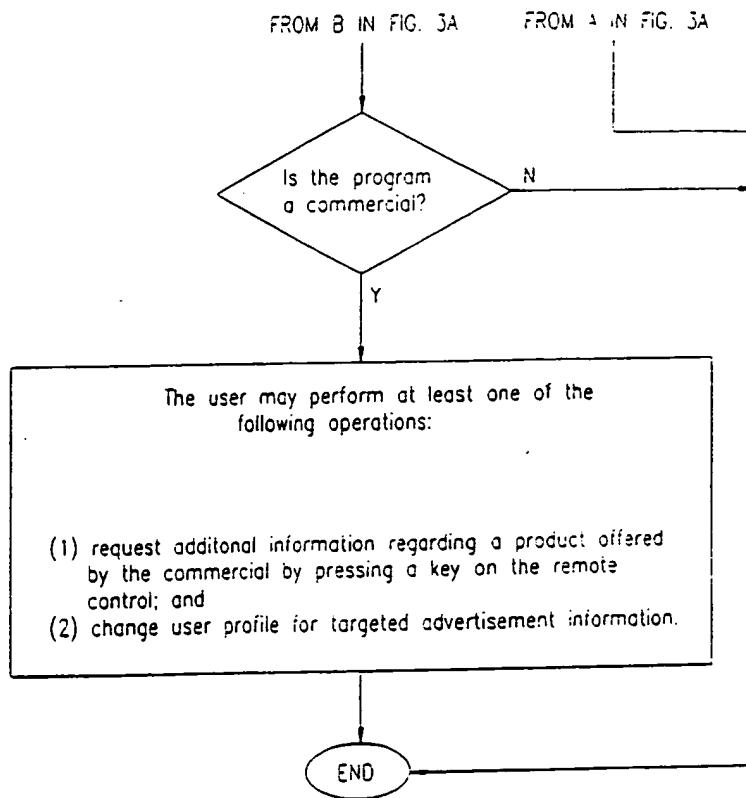 FROM B IN FIG. 3A
FROM A IN FIG. 3A
Is the program
a commercial?
N
Y
The user may perform at least one of the
following operations:
(1) request additonal information regarding a product offered
by the commercial by pressing a key on the remote
control; and
(2) change user profile for targeted advertisement information.
END